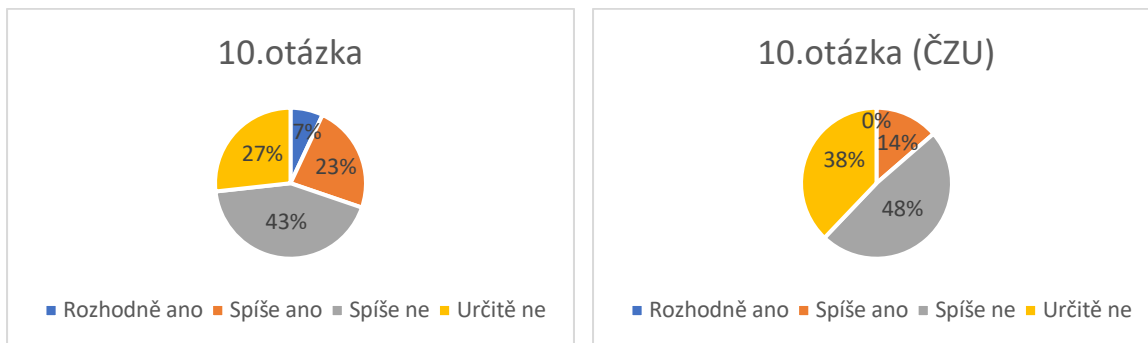 10.otázka
7%
23%
43%
27%
Rozhodně ano Spíše ano Spíše ne Určitě ne
10.otázka (ČZU)
0%
14%
48%
38%
Rozhodně ano Spíše ano Spíše ne Určitě ne